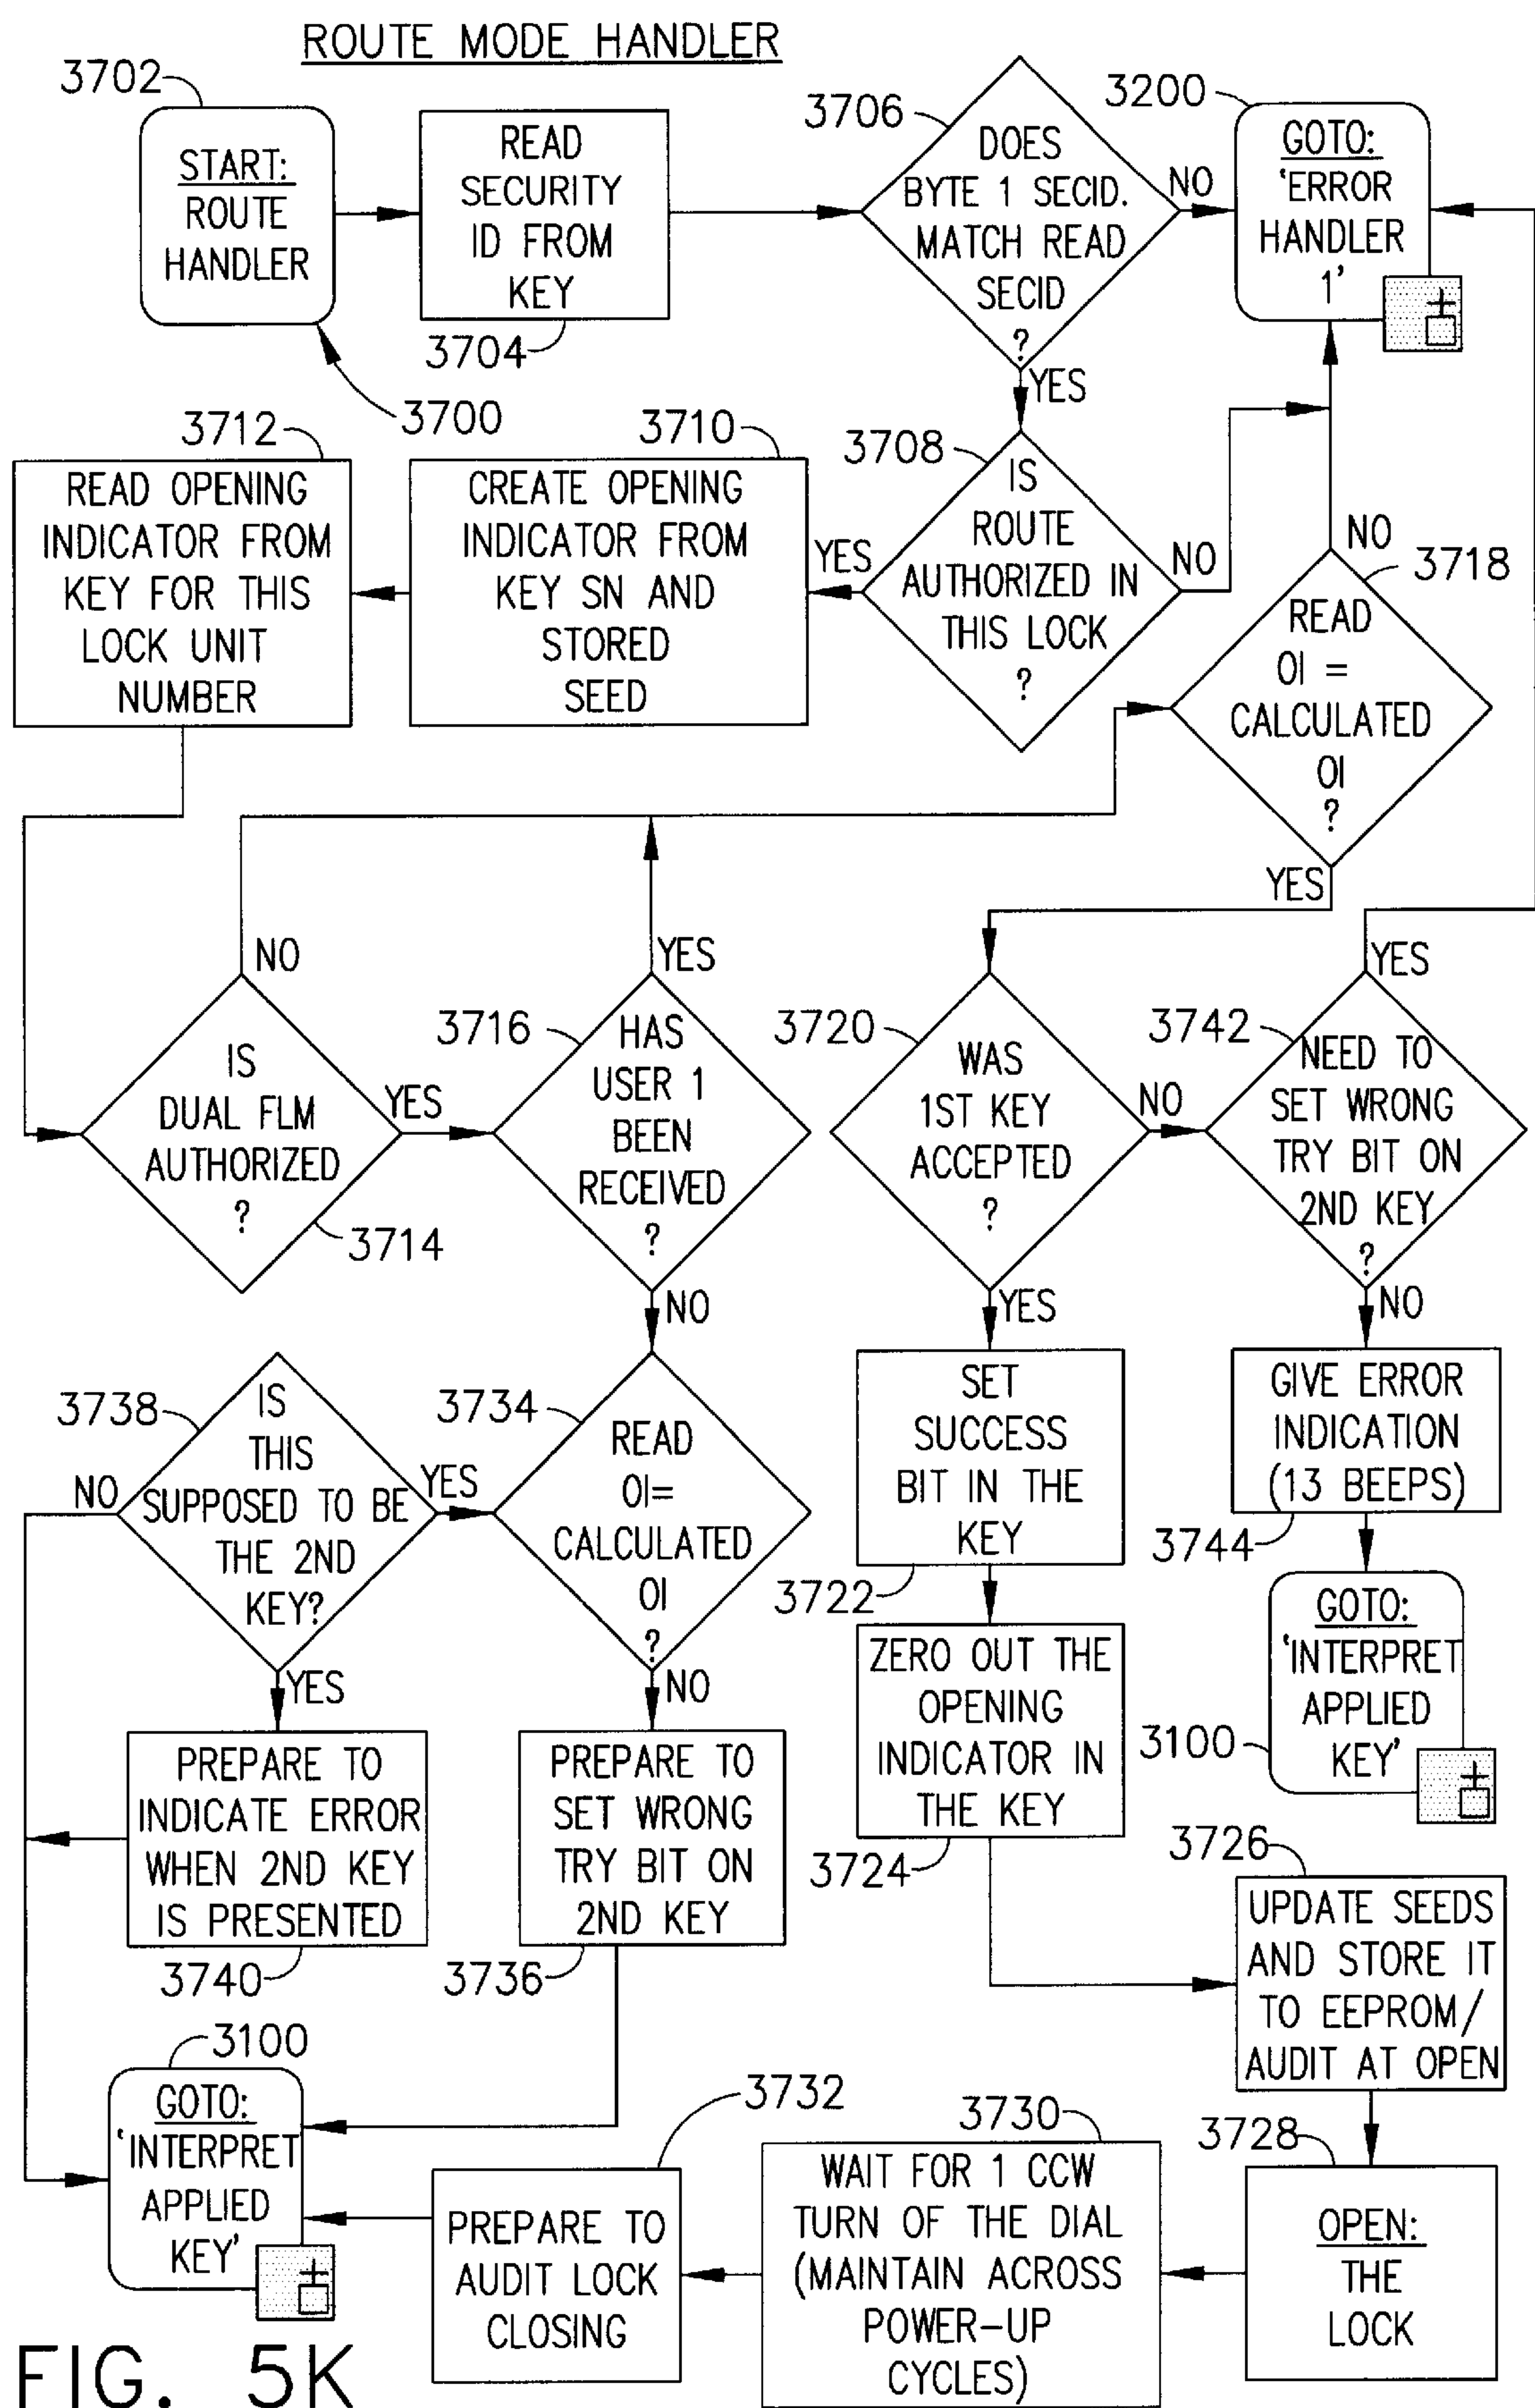 ROUTE MODE HANDLER
3702
START:
ROUTE
HANDLER
3700
READ
SECURITY
ID FROM
KEY
3704
3706
DOES
BYTE 1 SECID.
MATCH READ
SECID
?
NO
YES
3200
GOTO:
'ERROR
HANDLER
1'
3712
READ OPENING
INDICATOR FROM
KEY FOR THIS
LOCK UNIT
NUMBER
3710
CREATE OPENING
INDICATOR FROM
KEY SN AND
STORED
SEED
YES
3708
IS
ROUTE
AUTHORIZED IN
THIS LOCK
?
NO
NO
3718
READ
OI =
CALCULATED
OI
?
YES
NO
IS
DUAL FLM
AUTHORIZED
?
3714
YES
YES
3716
HAS
USER 1
BEEN
RECEIVED
?
NO
3720
WAS
1ST KEY
ACCEPTED
?
NO
YES
YES
3742
NEED TO
SET WRONG
TRY BIT ON
2ND KEY
?
NO
3738
IS
THIS
SUPPOSED TO BE
THE 2ND
KEY?
NO
YES
YES
3734
READ
OI=
CALCULATED
OI
?
NO
SET
SUCCESS
BIT IN THE
KEY
3722
GIVE ERROR
INDICATION
(13 BEEPS)
3744
ZERO OUT THE
OPENING
INDICATOR IN
THE KEY
3724
GOTO:
'INTERPRET
APPLIED
KEY'
3100
PREPARE TO
INDICATE ERROR
WHEN 2ND KEY
IS PRESENTED
3740
PREPARE TO
SET WRONG
TRY BIT ON
2ND KEY
3736
3726
UPDATE SEEDS
AND STORE IT
TO EEPROM/
AUDIT AT OPEN
3100
GOTO:
'INTERPRET
APPLIED
KEY'
3732
PREPARE TO
AUDIT LOCK
CLOSING
3730
WAIT FOR 1 CCW
TURN OF THE DIAL
(MAINTAIN ACROSS
POWER-UP
CYCLES)
3728
OPEN:
THE
LOCK
FIG. 5K